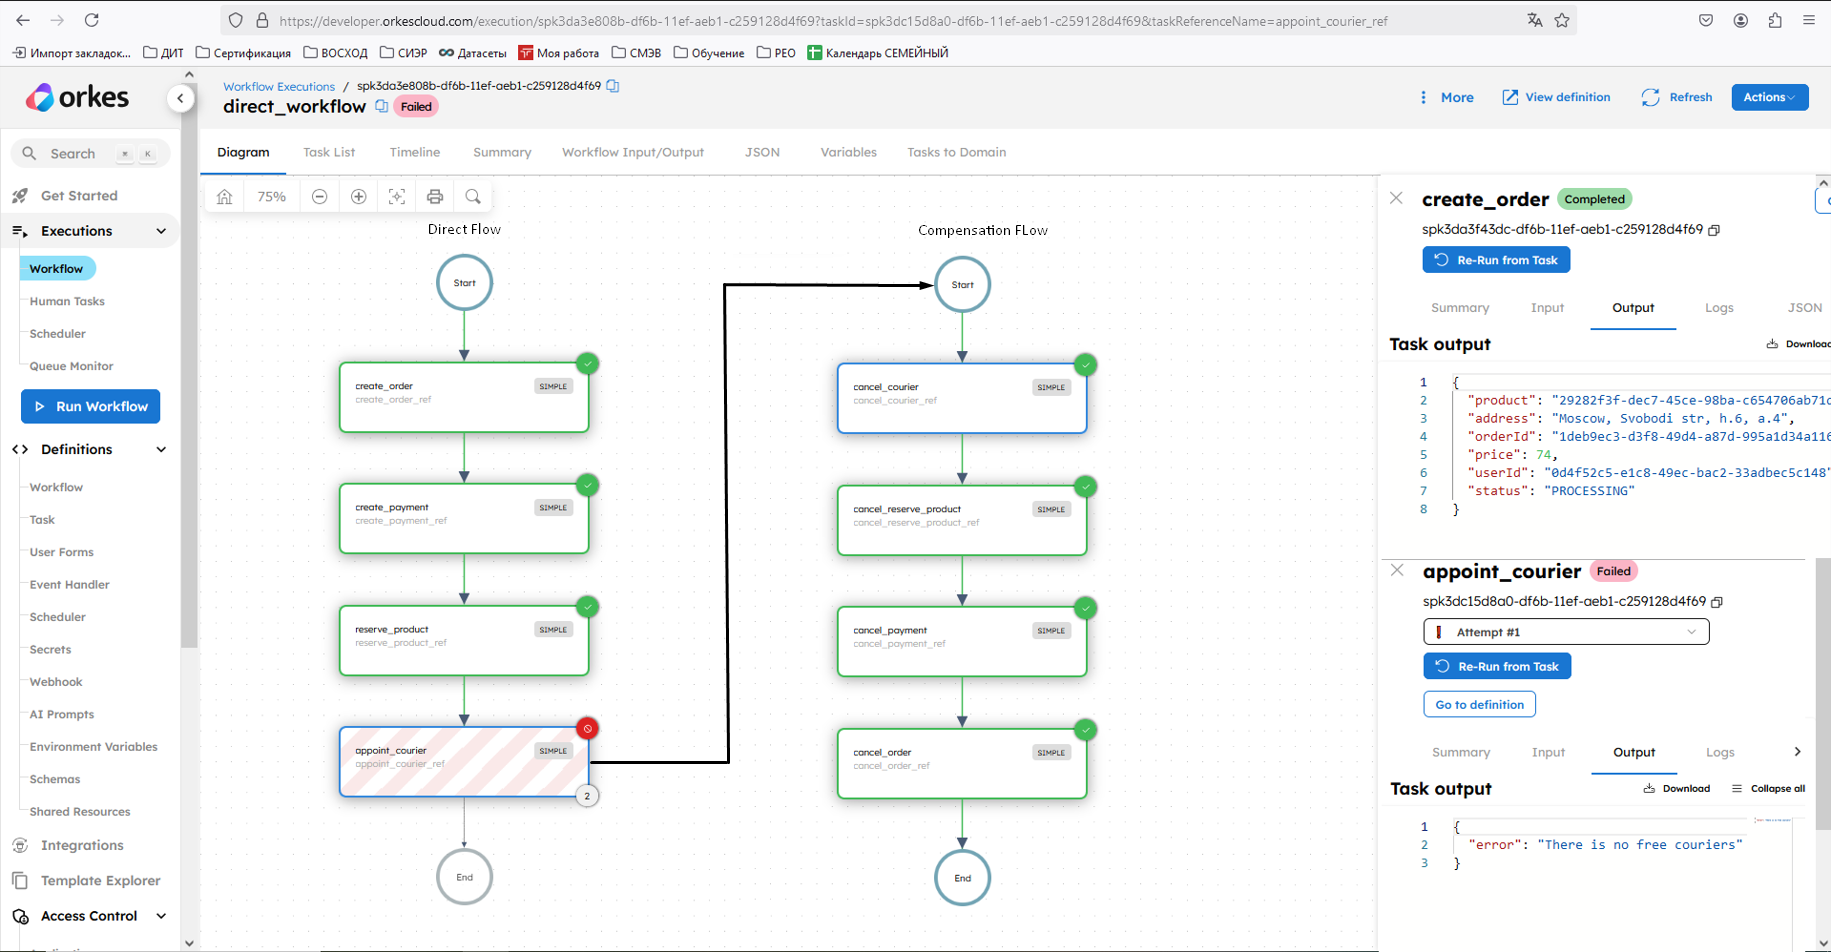 https://developer.orkescloud.com/execution/spk3da3e808b-df6b-11ef-aeb1-c259128d4f69?taskId=spk3dc15d8a0-df6b-11ef-aeb1-c259128d4f69&taskReferenceName=appoint_courier_ref
Импорт закладок... ДИТ Сертификация ВОСХОД СИЭР Датасеты Моя работа СМЭВ Обучение РЕО Календарь СЕМЕЙНЫЙ
orkes
Workflow Executions / spk3da3e808b-df6b-11ef-aeb1-c259128d4f69
direct_workflow Failed
More View definition Refresh Actions
Search K
Get Started
Executions
Workflow
Human Tasks
Scheduler
Queue Monitor
Run Workflow
Definitions
Workflow
Task
User Forms
Event Handler
Scheduler
Secrets
Webhook
AI Prompts
Environment Variables
Schemas
Shared Resources
Integrations
Template Explorer
Access Control
Diagram Task List Timeline Summary Workflow Input/Output JSON Variables Tasks to Domain
75%
Direct Flow
Start
create_order SIMPLE
create_order_ref
create_payment SIMPLE
create_payment_ref
reserve_product SIMPLE
reserve_product_ref
appoint_courier SIMPLE
appoint_courier_ref
2
End
Compensation FLow
Start
cancel_courier SIMPLE
cancel_courier_ref
cancel_reserve_product SIMPLE
cancel_reserve_product_ref
cancel_payment SIMPLE
cancel_payment_ref
cancel_order SIMPLE
cancel_order_ref
End
create_order Completed
spk3da3f43dc-df6b-11ef-aeb1-c259128d4f69
Re-Run from Task
Summary Input Output Logs JSON
Task output Download
1 {
2 "product": "29282f3f-dec7-45ce-98ba-c654706ab71c
3 "address": "Moscow, Svobodi str, h.6, a.4",
4 "orderId": "1deb9ec3-d3f8-49d4-a87d-995a1d34a116
5 "price": 74,
6 "userId": "0d4f52c5-e1c8-49ec-bac2-33adbec5c148"
7 "status": "PROCESSING"
8 }
appoint_courier Failed
spk3dc15d8a0-df6b-11ef-aeb1-c259128d4f69
Attempt #1
Re-Run from Task
Go to definition
Summary Input Output Logs
Task output Download Collapse all
1 {
2 "error": "There is no free couriers"
3 }